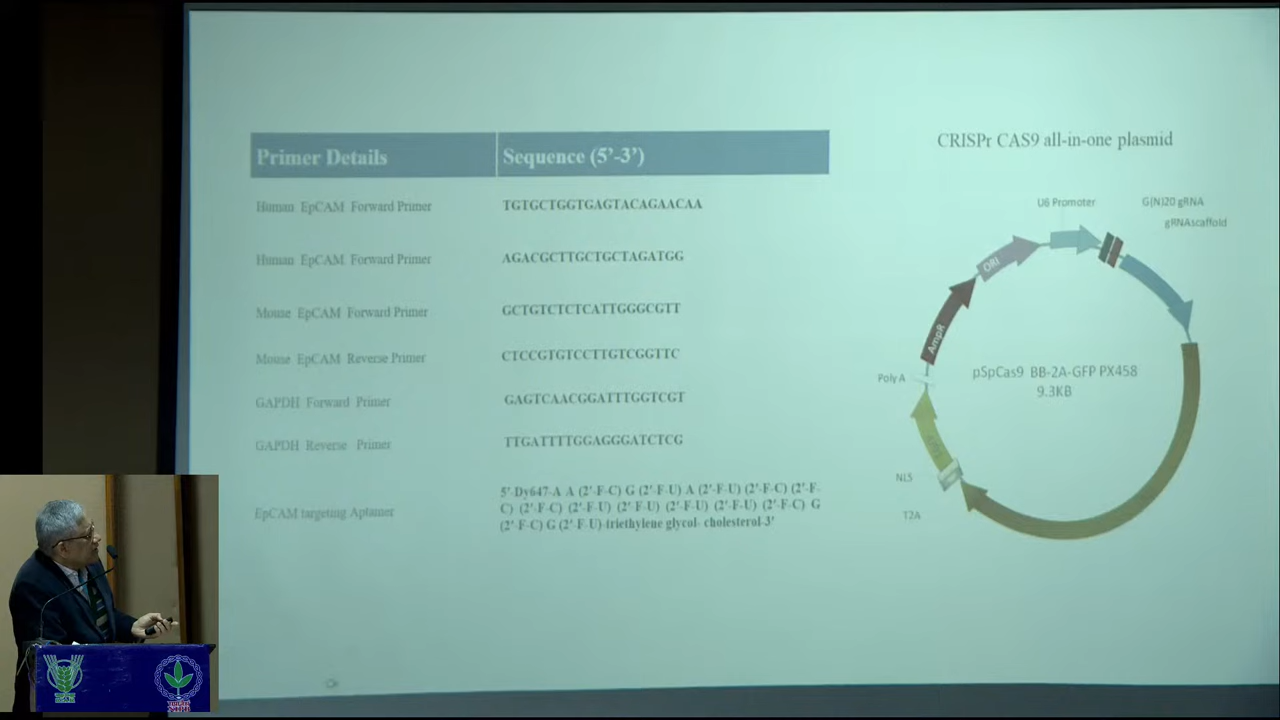 Primer Details
Sequence (5'-3')
Human EpCAM Forward Primer
TGTGCTGGTGAGTACAGAACAA
Human EpCAM Forward Primer
AGACGCTTGCTGCTAGATGG
Mouse EpCAM Forward Primer
GCTGTCTCTCATTGGGCGTT
Mouse EpCAM Reverse Primer
CTCCGTGTCCTTGTCGGTTC
GAPDH Forward Primer
GAGTCAACGGATTTGGTCGT
GAPDH Reverse Primer
TTGATTTTGGAGGGATCTCG
EpCAM targeting Aptamer
5'-Dy647-A A (2'-F-C) G (2'-F-U) A (2'-F-U) (2'-F-C) (2'-F-
C) (2'-F-C) (2'-F-U) (2'-F-U) (2'-F-U) (2'-F-U) (2'-F-C) G
(2'-F-C) G (2'-F-U)-triethylene glycol- cholesterol-3'
CRISPr CAS9 all-in-one plasmid
U6 Promoter
G(N)20 gRNA
gRNAscaffold
ORI
AmpR
Poly A
pSpCas9 BB-2A-GFP PX458
9.3KB
NLS
T2A